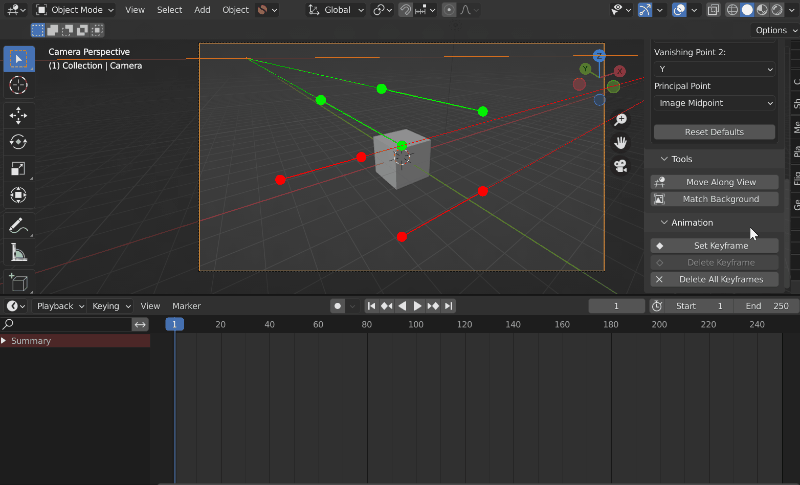 Object Mode
View
Select
Add
Object
Global
Options
Camera Perspective
(1) Collection | Camera
Z
Y
X
Vanishing Point 2:
Y
Principal Point
Image Midpoint
Reset Defaults
Tools
Move Along View
Match Background
Animation
Set Keyframe
Delete Keyframe
Delete All Keyframes
Playback
Keying
View
Marker
1
Start 1
End 250
1 20 40 60 80 100 120 140 160 180 200 220 240
Summary